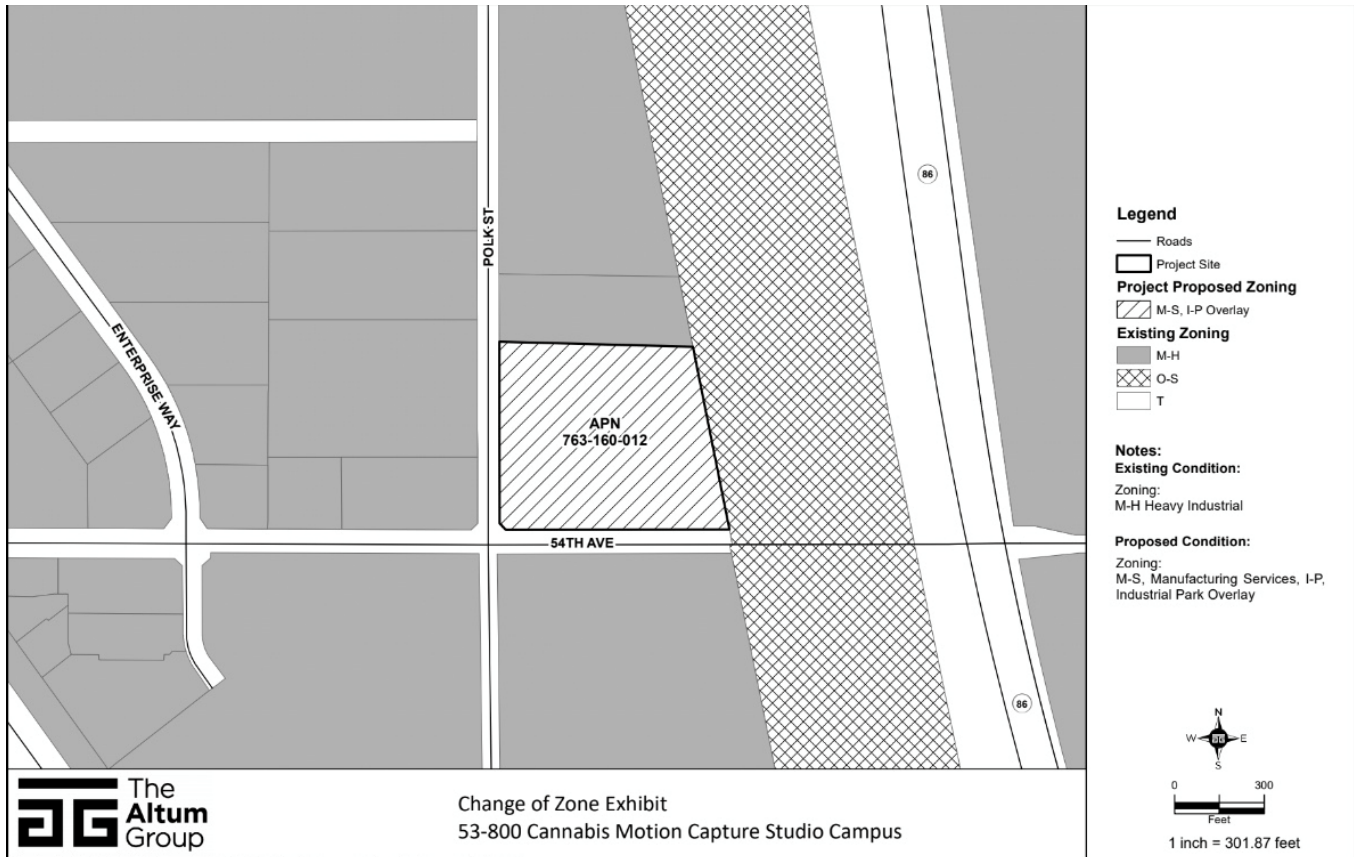 86
POLK ST
ENTERPRISE WAY
APN
763-160-012
54TH AVE
86
Legend
Roads
Project Site
Project Proposed Zoning
M-S, I-P Overlay
Existing Zoning
M-H
O-S
T
Notes:
Existing Condition:
Zoning:
M-H Heavy Industrial
Proposed Condition:
Zoning:
M-S, Manufacturing Services, I-P,
Industrial Park Overlay
N
W E
S
0 300
Feet
1 inch = 301.87 feet
The
Altum
Group
Change of Zone Exhibit
53-800 Cannabis Motion Capture Studio Campus